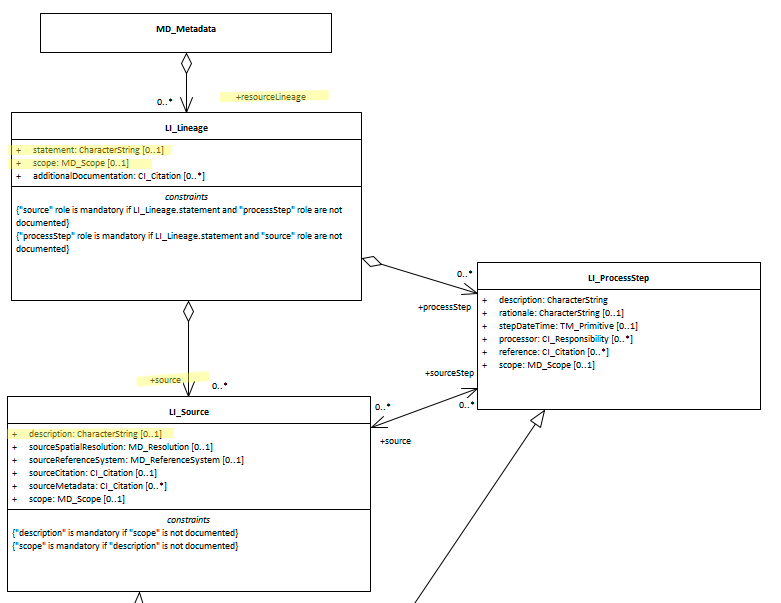 MD_Metadata
0..*
+resourceLineage
LI_Lineage
+ statement: CharacterString [0..1]
+ scope: MD_Scope [0..1]
+ additionalDocumentation: CI_Citation [0..*]
constraints
{"source" role is mandatory if LI_Lineage.statement and "processStep" role are not
documented}
{"processStep" role is mandatory if LI_Lineage.statement and "source" role are not
documented}
0..*
+processStep
LI_ProcessStep
+ description: CharacterString
+ rationale: CharacterString [0..1]
+ stepDateTime: TM_Primitive [0..1]
+ processor: CI_Responsibility [0..*]
+ reference: CI_Citation [0..*]
+ scope: MD_Scope [0..1]
+sourceStep
0..*
0..*
+source
+source
0..*
LI_Source
+ description: CharacterString [0..1]
+ sourceSpatialResolution: MD_Resolution [0..1]
+ sourceReferenceSystem: MD_ReferenceSystem [0..1]
+ sourceCitation: CI_Citation [0..1]
+ sourceMetadata: CI_Citation [0..*]
+ scope: MD_Scope [0..1]
constraints
{"description" is mandatory if "scope" is not documented}
{"scope" is mandatory if "description" is not documented}